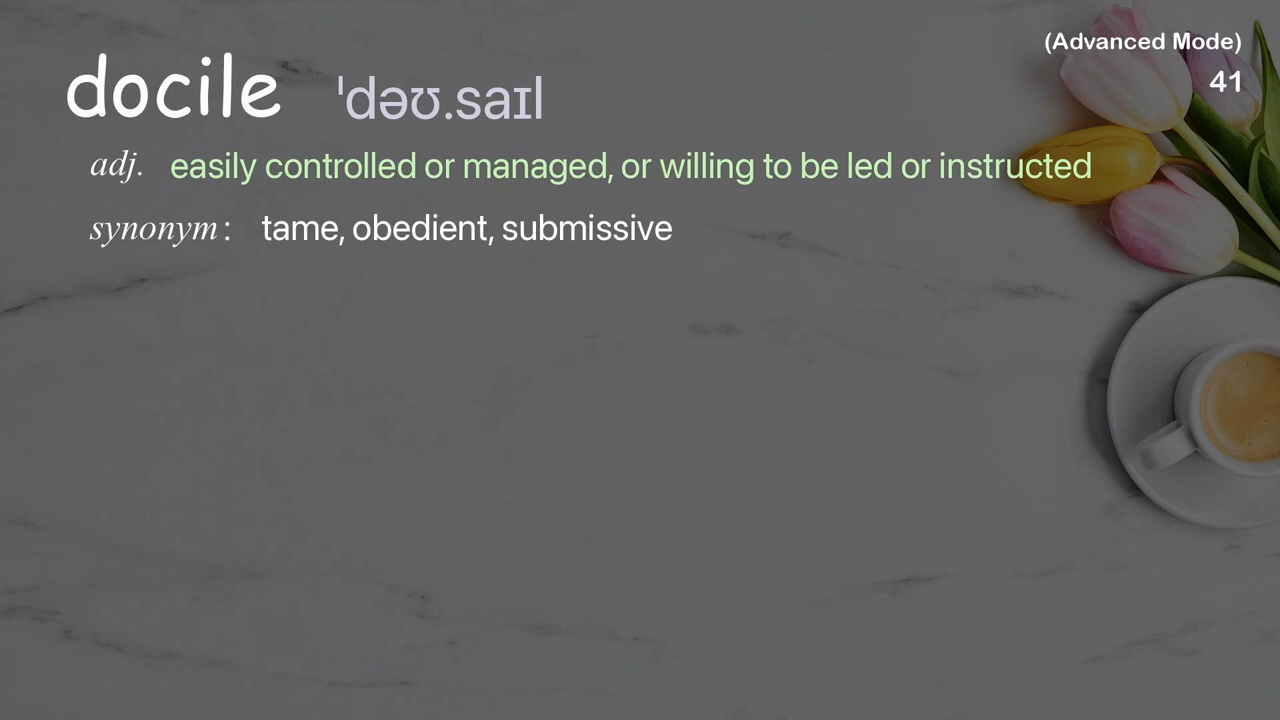 (Advanced Mode)
41
docile ˈdəʊ.saɪl
adj. easily controlled or managed, or willing to be led or instructed
synonym: tame, obedient, submissive